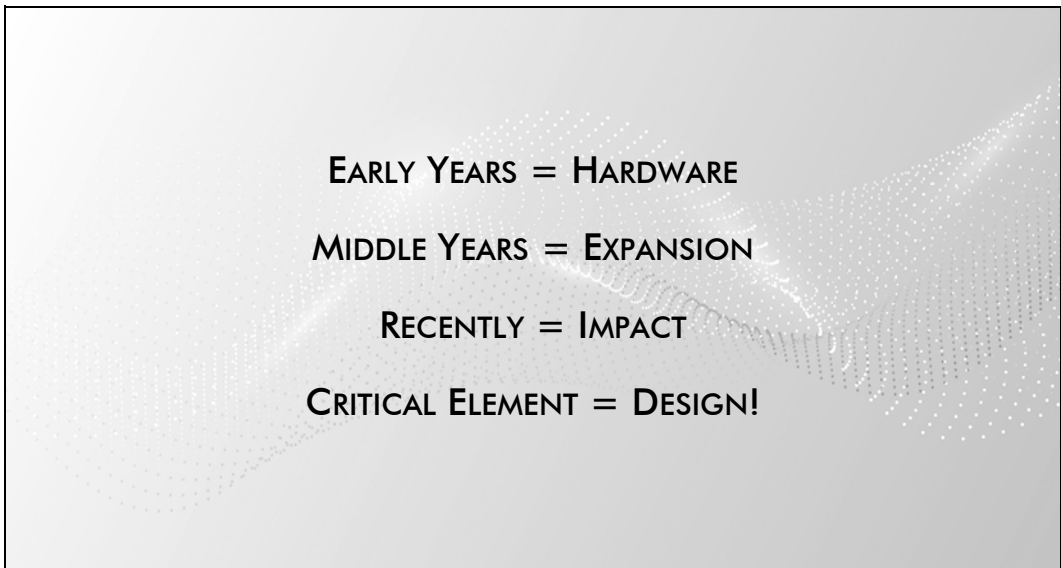 Early Years = Hardware
Middle Years = Expansion
Recently = Impact
Critical Element = Design!